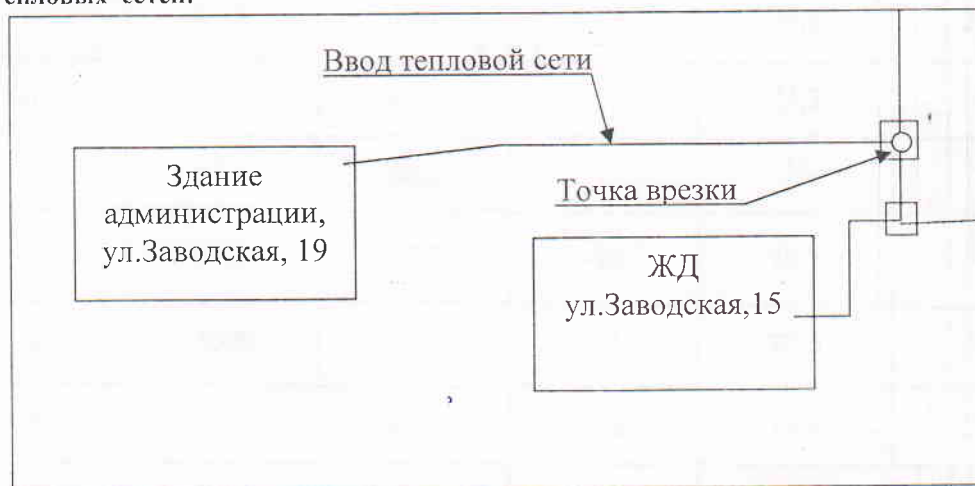 Ввод тепловой сети
Здание
администрации,
ул.Заводская, 19
Точка врезки
ЖД
ул.Заводская,15